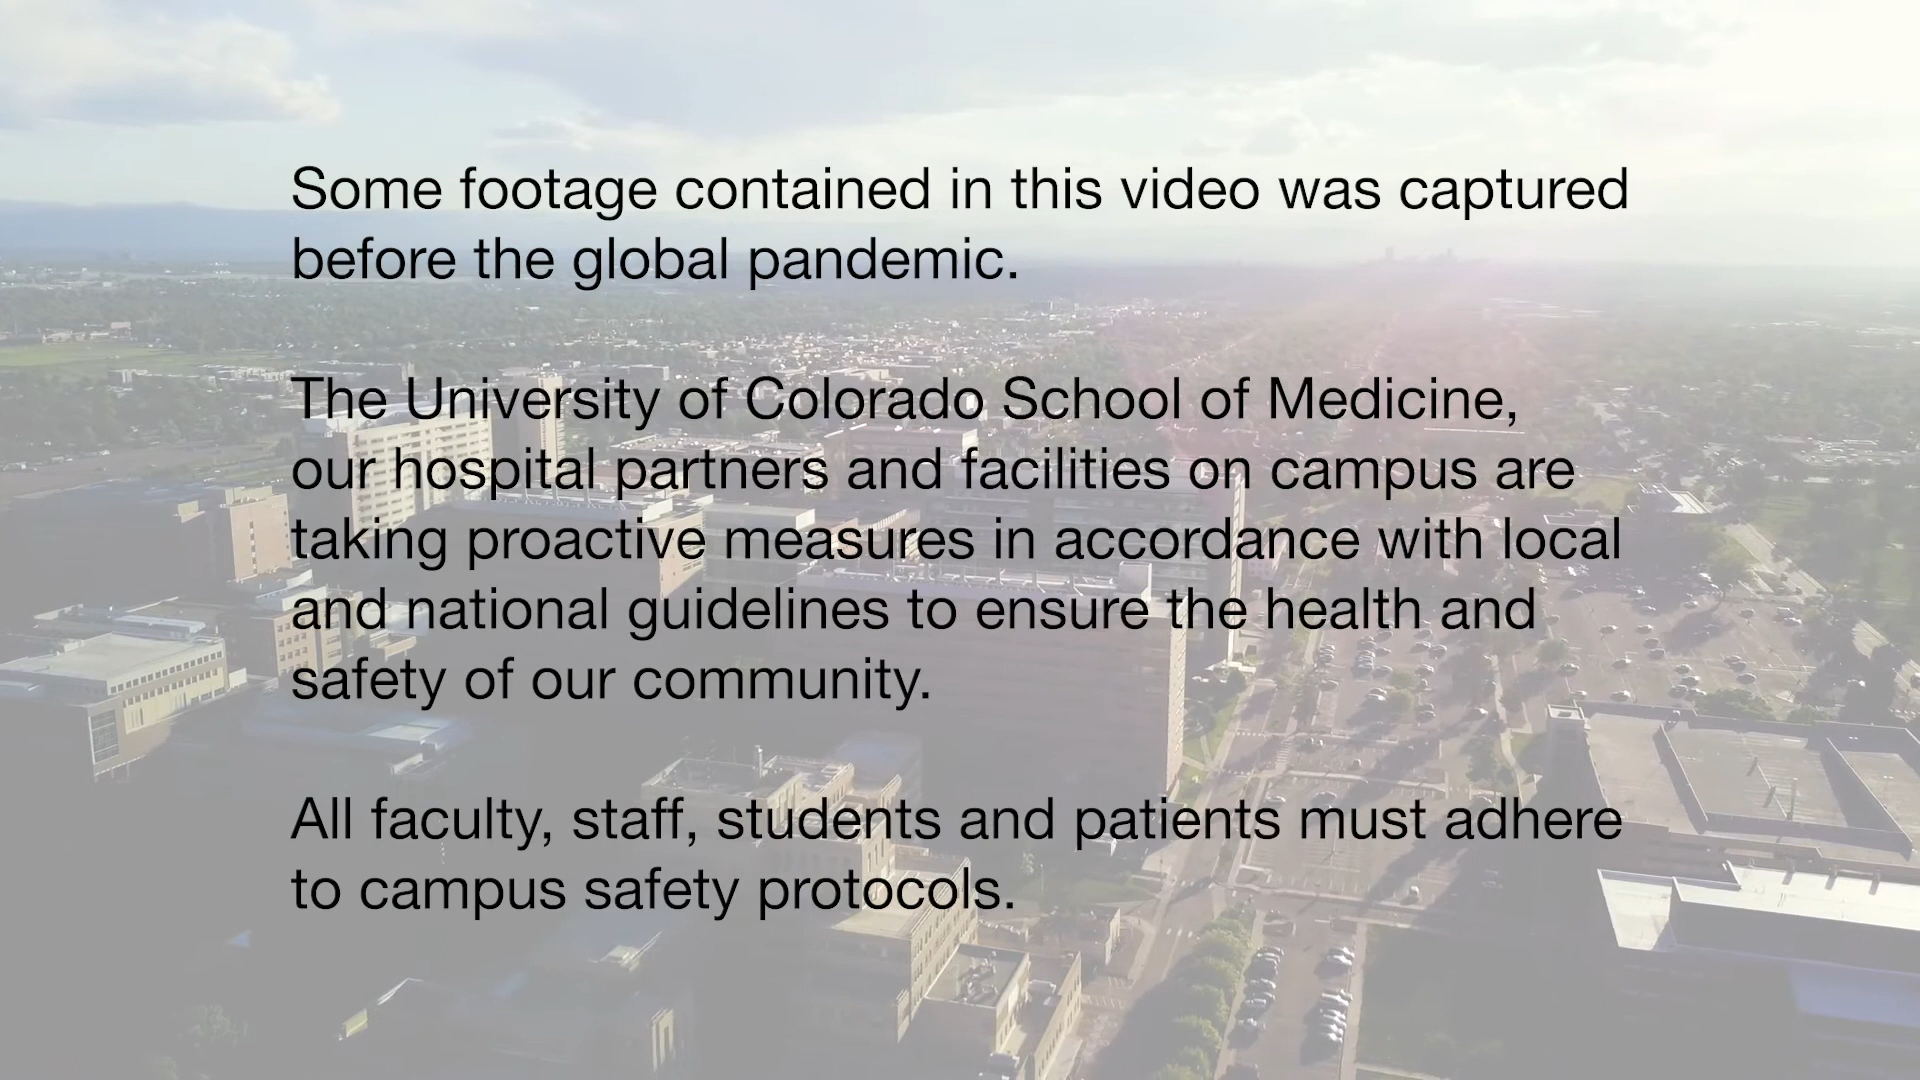 Some footage contained in this video was captured
before the global pandemic.
The University of Colorado School of Medicine,
our hospital partners and facilities on campus are
taking proactive measures in accordance with local
and national guidelines to ensure the health and
safety of our community.
All faculty, staff, students and patients must adhere
to campus safety protocols.